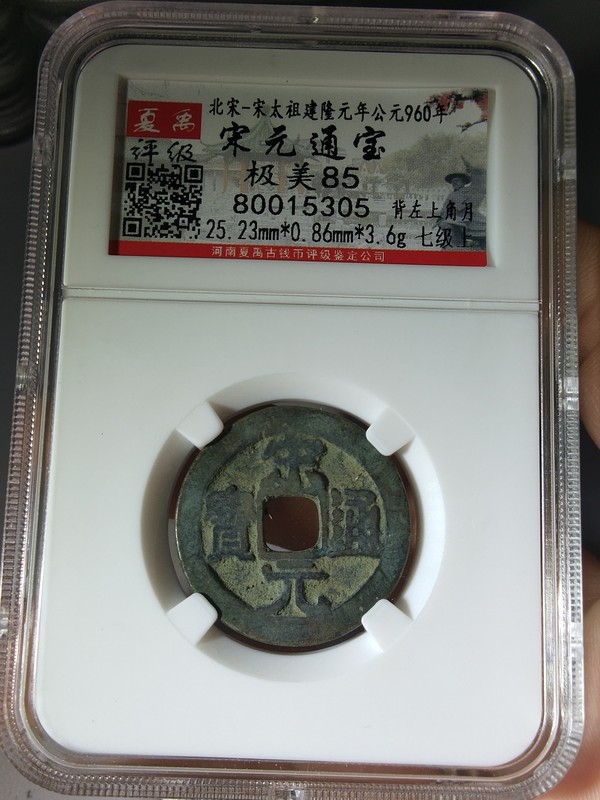 北宋-宋太祖建隆元年公元960年
夏禹
评级
宋元通宝
极美85
80015305
背左上角月
25.23mm*0.86mm*3.6g 七级上
河南夏禹古钱币评级鉴定公司
宋
寶 通
元